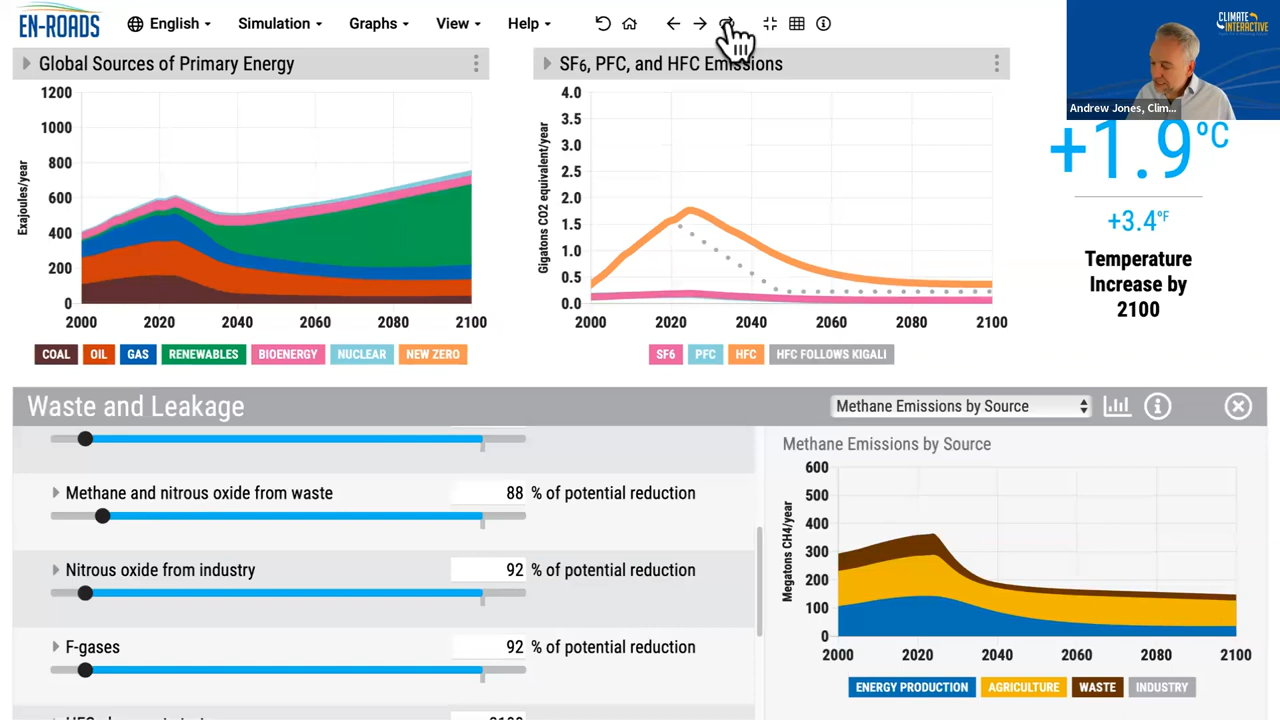 EN-ROADS
English
Simulation
Graphs
View
Help
CLIMATE
INTERACTIVE
Andrew Jones, Clim...
Global Sources of Primary Energy
1200
1000
800
600
400
200
0
Exajoules/year
2000 2020 2040 2060 2080 2100
COAL OIL GAS RENEWABLES BIOENERGY NUCLEAR NEW ZERO
SF6, PFC, and HFC Emissions
4.0
3.5
3.0
2.5
2.0
1.5
1.0
0.5
0.0
Gigatons CO2 equivalent/year
2000 2020 2040 2060 2080 2100
SF6 PFC HFC HFC FOLLOWS KIGALI
+1.9°C
+3.4°F
Temperature
Increase by
2100
Waste and Leakage
Methane Emissions by Source
Methane and nitrous oxide from waste 88 % of potential reduction
Nitrous oxide from industry 92 % of potential reduction
F-gases 92 % of potential reduction
Methane Emissions by Source
600
500
400
300
200
100
0
Megatons CH4/year
2000 2020 2040 2060 2080 2100
ENERGY PRODUCTION AGRICULTURE WASTE INDUSTRY